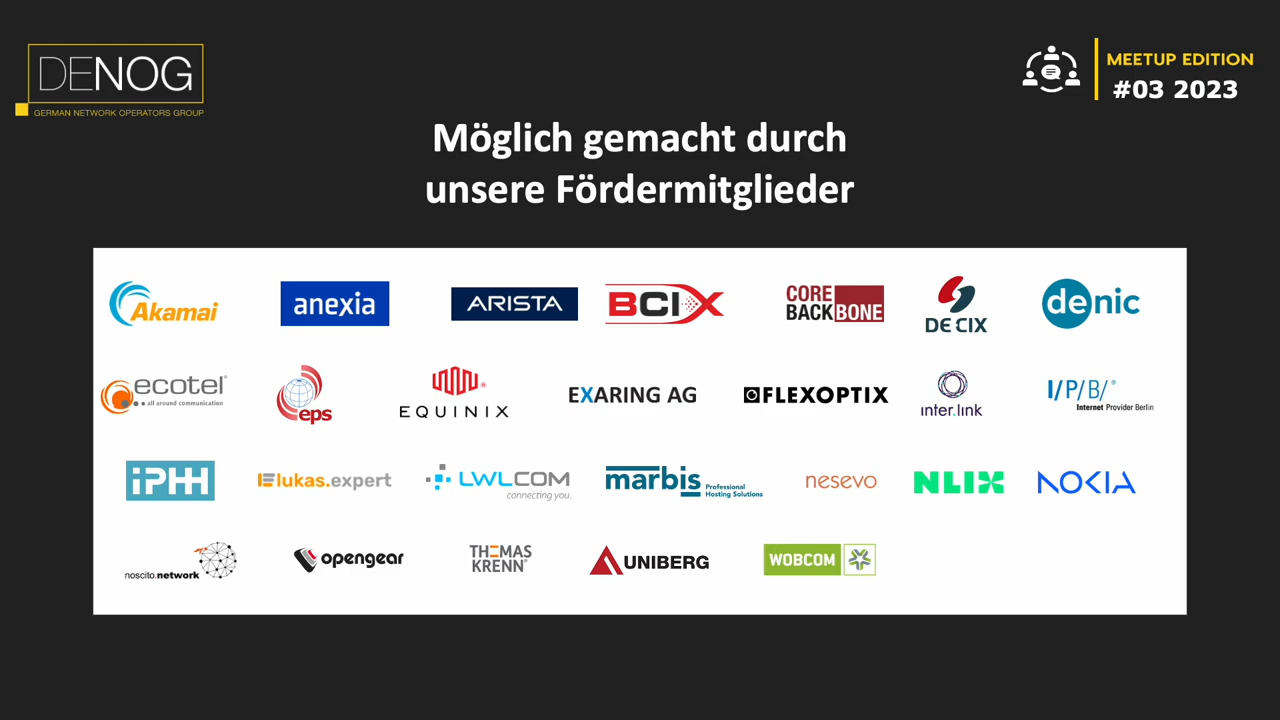 DENOG
GERMAN NETWORK OPERATORS GROUP
MEETUP EDITION
#03 2023
Möglich gemacht durch
unsere Fördermitglieder
Akamai
anexia
ARISTA
BCIX
CORE
BACKBONE
DE CIX
denic
ecotel®
all around communication
eps
EQUINIX®
EXARING AG
FLEXOPTIX
inter.link
I/P/B/®
Internet Provider Berlin
iPHH
lukas.expert
LWLCOM
connecting you.
marbis
Professional
Hosting Solutions
nesevo
NLIX
NOKIA
noscito.network
opengear
THOMAS
KRENN®
UNIBERG
WOBCOM